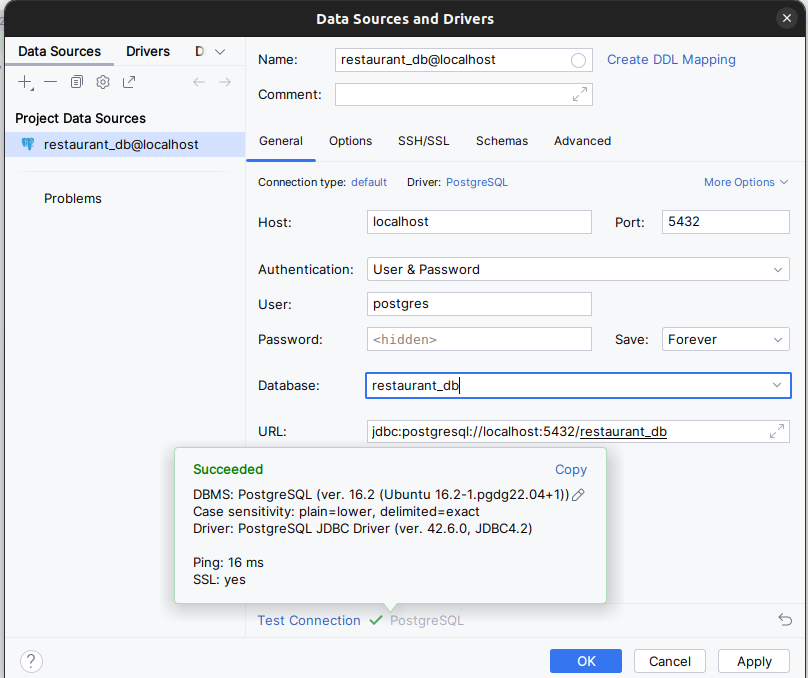 Data Sources and Drivers
Data Sources Drivers D
Project Data Sources
restaurant_db@localhost
Problems
Name: restaurant_db@localhost Create DDL Mapping
Comment:
General Options SSH/SSL Schemas Advanced
Connection type: default Driver: PostgreSQL More Options
Host: localhost Port: 5432
Authentication: User & Password
User: postgres
Password: <hidden> Save: Forever
Database: restaurant_db
URL: jdbc:postgresql://localhost:5432/restaurant_db
Succeeded Copy
DBMS: PostgreSQL (ver. 16.2 (Ubuntu 16.2-1.pgdg22.04+1))
Case sensitivity: plain=lower, delimited=exact
Driver: PostgreSQL JDBC Driver (ver. 42.6.0, JDBC4.2)
Ping: 16 ms
SSL: yes
Test Connection PostgreSQL
? OK Cancel Apply